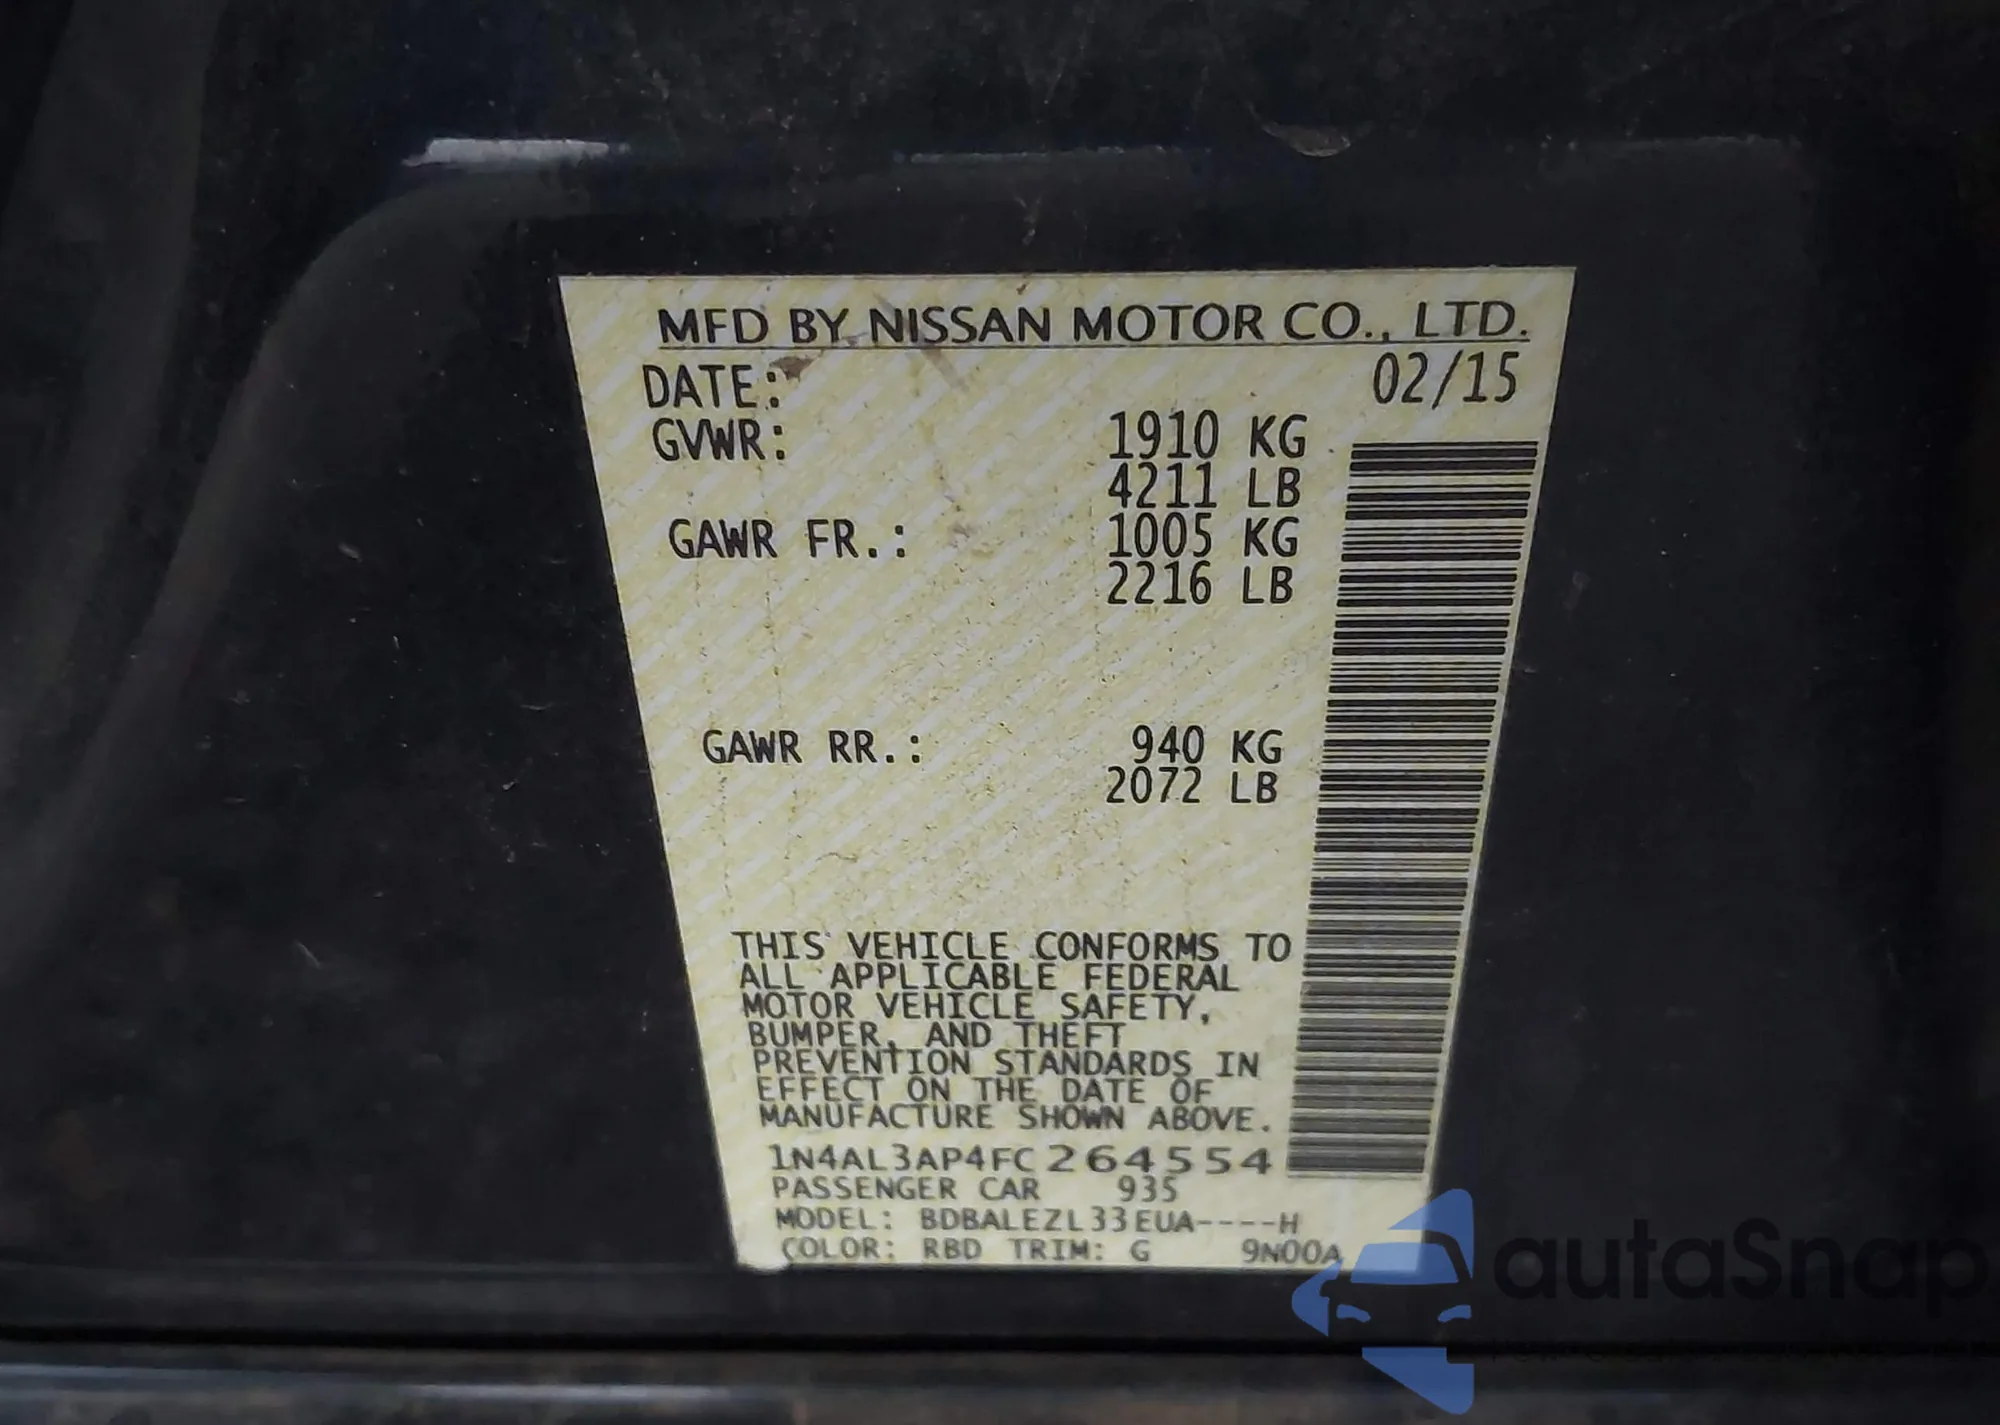 MFD BY NISSAN MOTOR CO., LTD.
DATE: 02/15
GVWR: 1910 KG
4211 LB
GAWR FR.: 1005 KG
2216 LB
GAWR RR.: 940 KG
2072 LB
THIS VEHICLE CONFORMS TO
ALL APPLICABLE FEDERAL
MOTOR VEHICLE SAFETY,
BUMPER, AND THEFT
PREVENTION STANDARDS IN
EFFECT ON THE DATE OF
MANUFACTURE SHOWN ABOVE.
1N4AL3AP4FC264554
PASSENGER CAR 935
MODEL: BDBALEZL33EUA----H
COLOR: RBD TRIM: G 9N00A
autaSnap